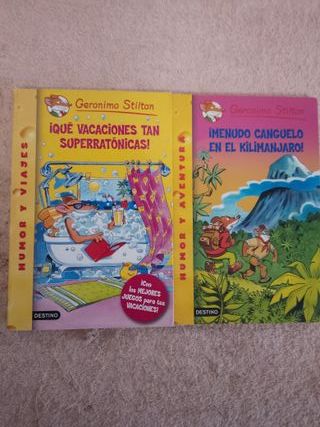 HUMOR Y VIAJES
Geronimo Stilton
¡QUÉ VACACIONES TAN
SUPERRATÓNICAS!
¡Con
los MEJORES
JUEGOS para tus
VACACIONES!
DESTINO
HUMOR Y AVENTURA
Geronimo Stilton
¡MENUDO CANGUELO
EN EL KILIMANJARO!
DESTINO